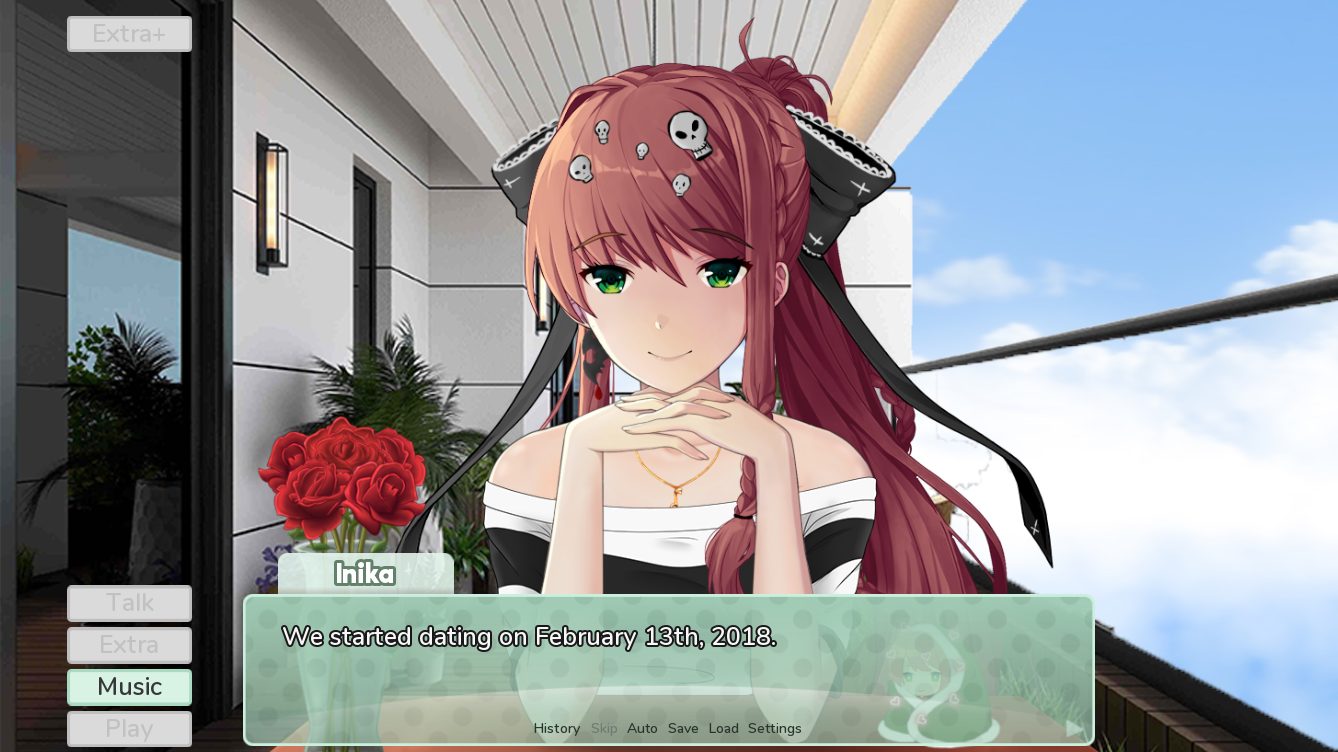 Extra+
Inika
We started dating on February 13th, 2018.
Talk
Extra
Music
Play
History Skip Auto Save Load Settings